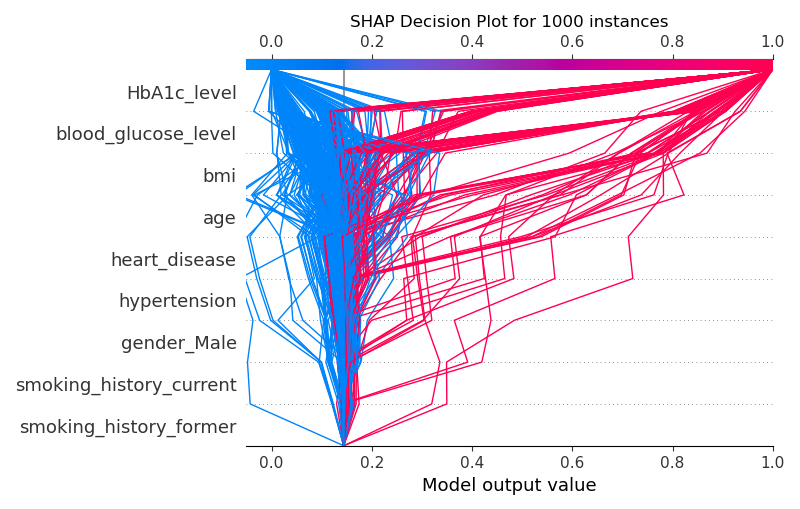 SHAP Decision Plot for 1000 instances
0.0 0.2 0.4 0.6 0.8 1.0
HbA1c_level
blood_glucose_level
bmi
age
heart_disease
hypertension
gender_Male
smoking_history_current
smoking_history_former
0.0 0.2 0.4 0.6 0.8 1.0
Model output value